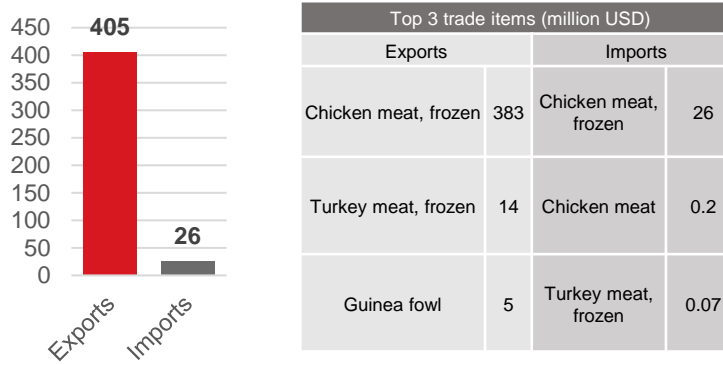 450
400
350
300
250
200
150
100
50
0
405
26
Exports
Imports
Top 3 trade items (million USD)
Exports Imports
Chicken meat, frozen 383 Chicken meat,
frozen 26
Turkey meat, frozen 14 Chicken meat 0.2
Guinea fowl 5 Turkey meat,
frozen 0.07